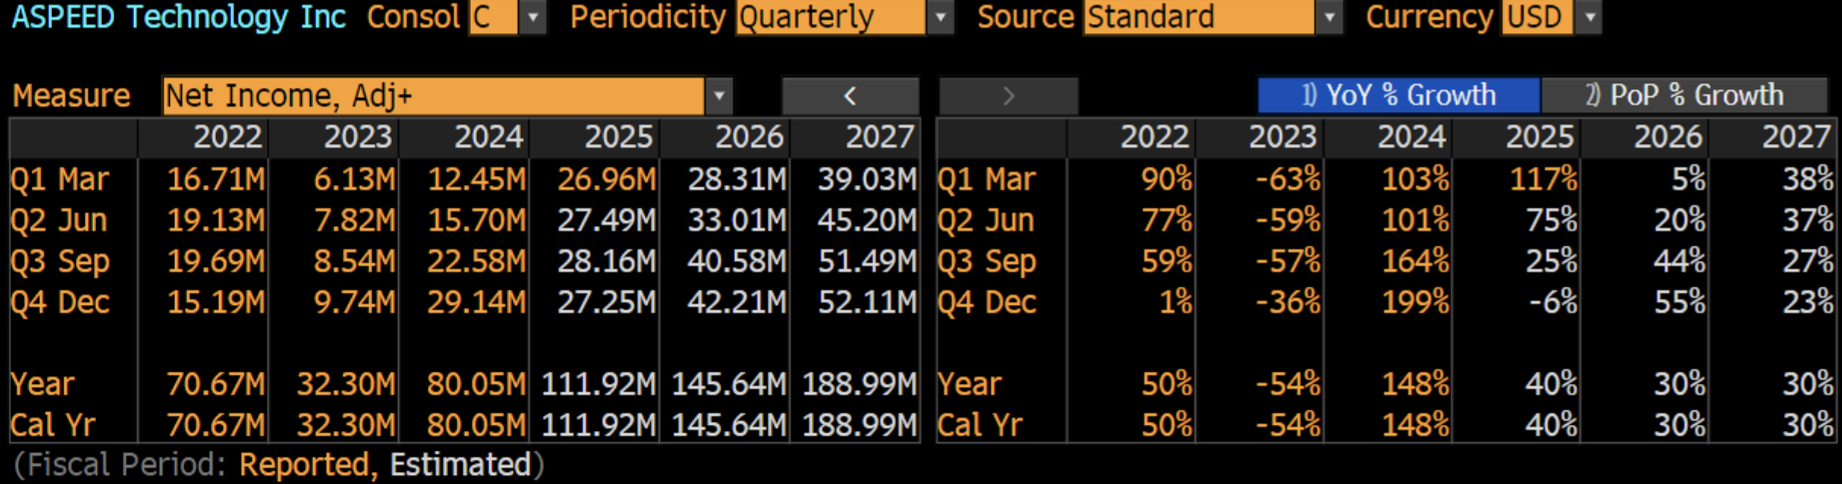 ASPEED Technology Inc Consol C Periodicity Quarterly Source Standard Currency USD
Measure Net Income, Adj+ < > 1) YoY % Growth 2) PoP % Growth
2022 2023 2024 2025 2026 2027 2022 2023 2024 2025 2026 2027
Q1 Mar 16.71M 6.13M 12.45M 26.96M 28.31M 39.03M Q1 Mar 90% -63% 103% 117% 5% 38%
Q2 Jun 19.13M 7.82M 15.70M 27.49M 33.01M 45.20M Q2 Jun 77% -59% 101% 75% 20% 37%
Q3 Sep 19.69M 8.54M 22.58M 28.16M 40.58M 51.49M Q3 Sep 59% -57% 164% 25% 44% 27%
Q4 Dec 15.19M 9.74M 29.14M 27.25M 42.21M 52.11M Q4 Dec 1% -36% 199% -6% 55% 23%
Year 70.67M 32.30M 80.05M 111.92M 145.64M 188.99M Year 50% -54% 148% 40% 30% 30%
Cal Yr 70.67M 32.30M 80.05M 111.92M 145.64M 188.99M Cal Yr 50% -54% 148% 40% 30% 30%
(Fiscal Period: Reported, Estimated)